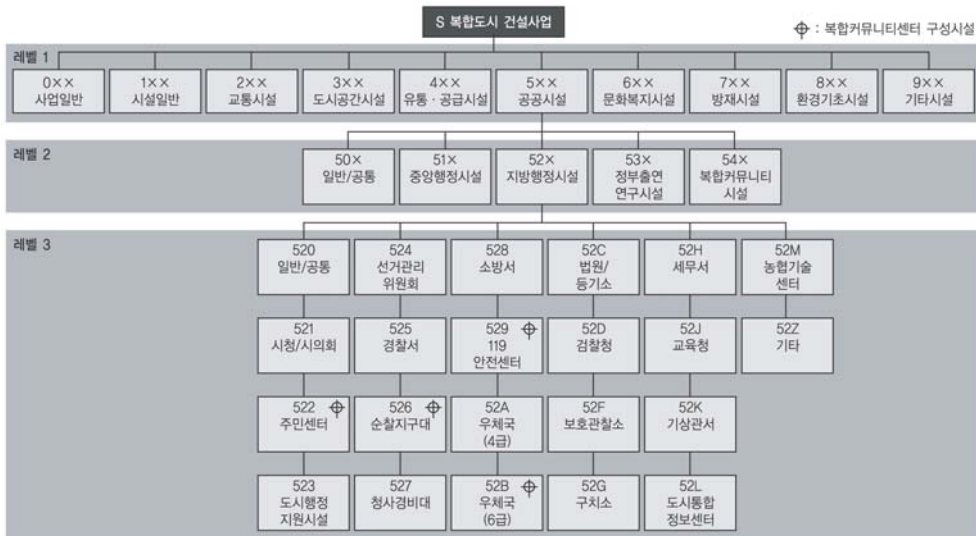 S 복합도시 건설사업
: 복합커뮤니티센터 구성시설
레벨 1
0××
사업일반
1××
시설일반
2××
교통시설
3××
도시공간시설
4××
유통 · 공급시설
5××
공공시설
6××
문화복지시설
7××
방재시설
8××
환경기초시설
9××
기타시설
레벨 2
50×
일반/공통
51×
중앙행정시설
52×
지방행정시설
53×
정부출연
연구시설
54×
복합커뮤니티
시설
레벨 3
520
일반/공통
524
선거관리
위원회
528
소방서
52C
법원/
등기소
52H
세무서
52M
농협기술
센터
521
시청/시의회
525
경찰서
529
119
안전센터
52D
검찰청
52J
교육청
52Z
기타
522
주민센터
526
순찰지구대
52A
우체국
(4급)
52F
보호관찰소
52K
기상관서
523
도시행정
지원시설
527
청사경비대
52B
우체국
(6급)
52G
구치소
52L
도시통합
정보센터